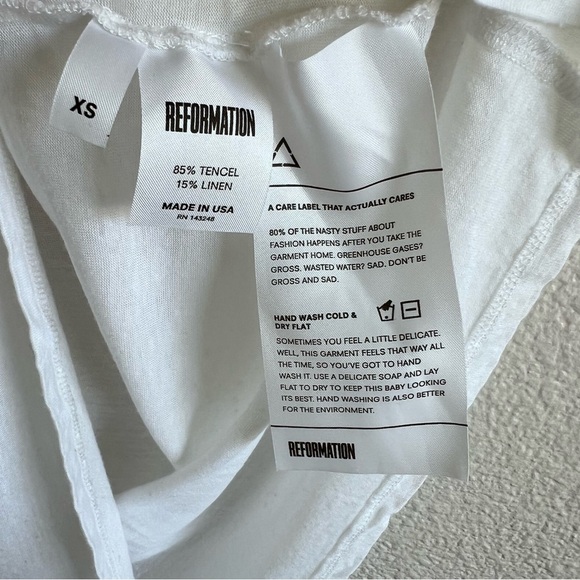 XS
REFORMATION
85% TENCEL
15% LINEN
MADE IN USA
RN 143248
A CARE LABEL THAT ACTUALLY CARES
80% OF THE NASTY STUFF ABOUT
FASHION HAPPENS AFTER YOU TAKE THE
GARMENT HOME. GREENHOUSE GASES?
GROSS. WASTED WATER? SAD. DON'T BE
GROSS AND SAD.
HAND WASH COLD &
DRY FLAT
SOMETIMES YOU FEEL A LITTLE DELICATE.
WELL, THIS GARMENT FEELS THAT WAY ALL
THE TIME, SO YOU'VE GOT TO HAND
WASH IT. USE A DELICATE SOAP AND LAY
FLAT TO DRY TO KEEP THIS BABY LOOKING
ITS BEST. HAND WASHING IS ALSO BETTER
FOR THE ENVIRONMENT.
REFORMATION